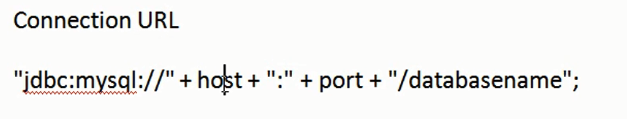 Connection URL
"jdbc:mysql://" + host + ":" + port + "/databasename";